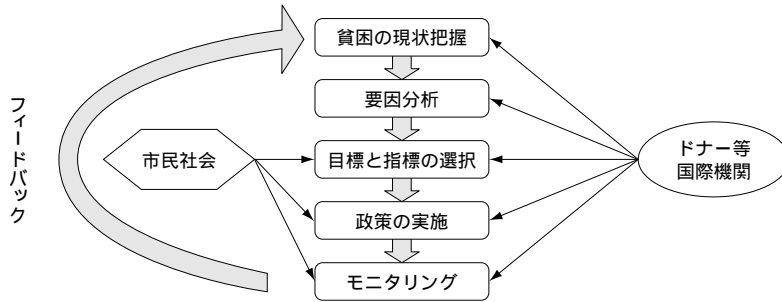 貧困の現状把握
要因分析
目標と指標の選択
政策の実施
モニタリング
市民社会
ドナー等
国際機関
フィードバック